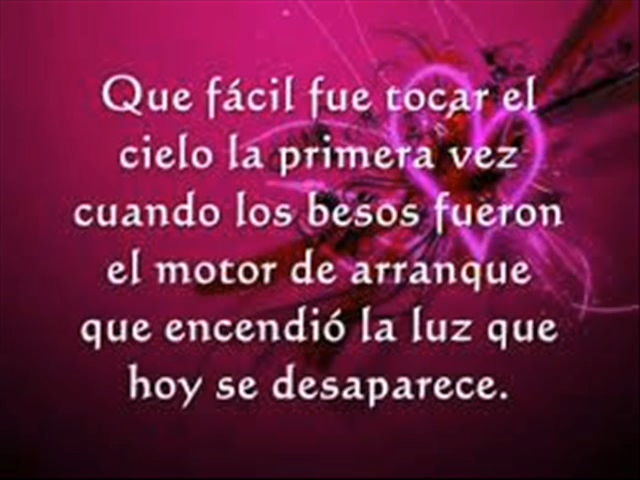 Que fácil fue tocar el
cielo la primera vez
cuando los besos fueron
el motor de arranque
que encendió la luz que
hoy se desaparece.